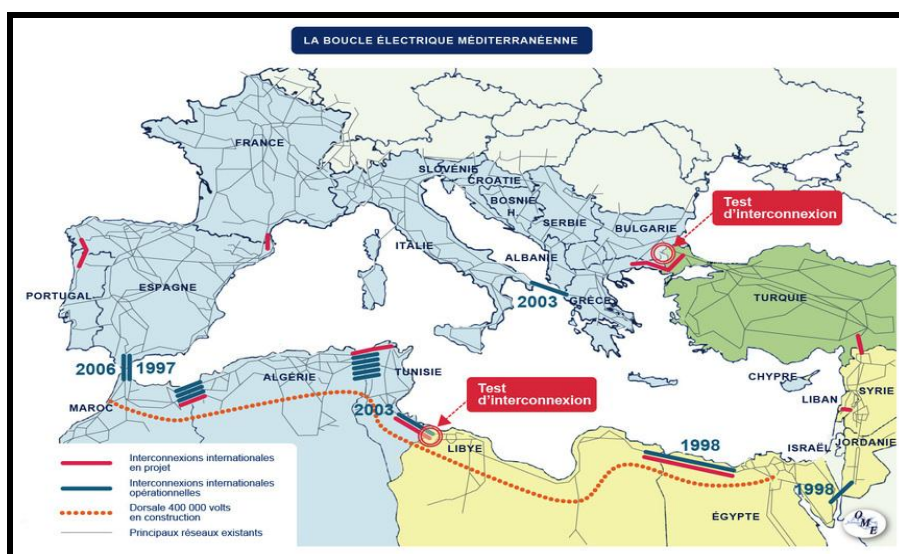 LA BOUCLE ÉLECTRIQUE MÉDITERRANÉENNE
FRANCE
SLOVÉNIE
CROATIE
BOSNIE
H.
SERBIE
BULGARIE
Test
d'interconnexion
ITALIE
ALBANIE
PORTUGAL
ESPAGNE
GRÈCE
TURQUIE
2003
2006
1997
ALGÉRIE
TUNISIE
CHYPRE
SYRIE
LIBAN
MAROC
2003
Test
d'interconnexion
LIBYE
1998
ISRAËL
JORDANIE
1998
ÉGYPTE
Interconnexions internationales
en projet
Interconnexions internationales
opérationnelles
Dorsale 400 000 volts
en construction
Principaux réseaux existants
OME